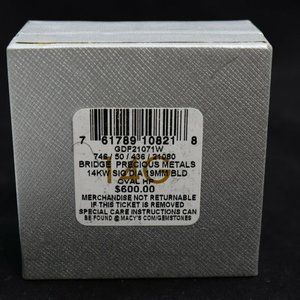 7 61789 10821 8
GDF21071W
746 / 50 / 436 / 21080
BRIDGE PRECIOUS METALS
14KW SIG DIA 19MM BLD
OVAL HP
$600.00
MERCHANDISE NOT RETURNABLE
IF THIS TICKET IS REMOVED
SPECIAL CARE INSTRUCTIONS CAN
BE FOUND @ MACY'S.COM/GEMSTONES